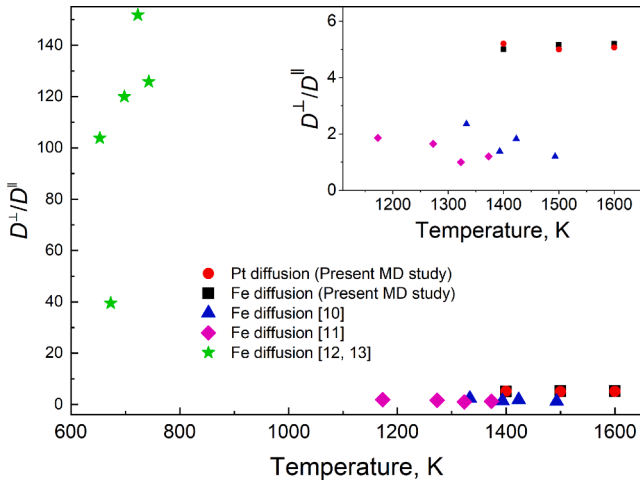 150
120
100
80
60
40
20
0
D⊥/D∥
600
800
1000
1200
1400
1600
Temperature, K
6
4
2
0
D⊥/D∥
1200
1300
1400
1500
1600
Temperature, K
Pt diffusion (Present MD study)
Fe diffusion (Present MD study)
Fe diffusion [10]
Fe diffusion [11]
Fe diffusion [12, 13]